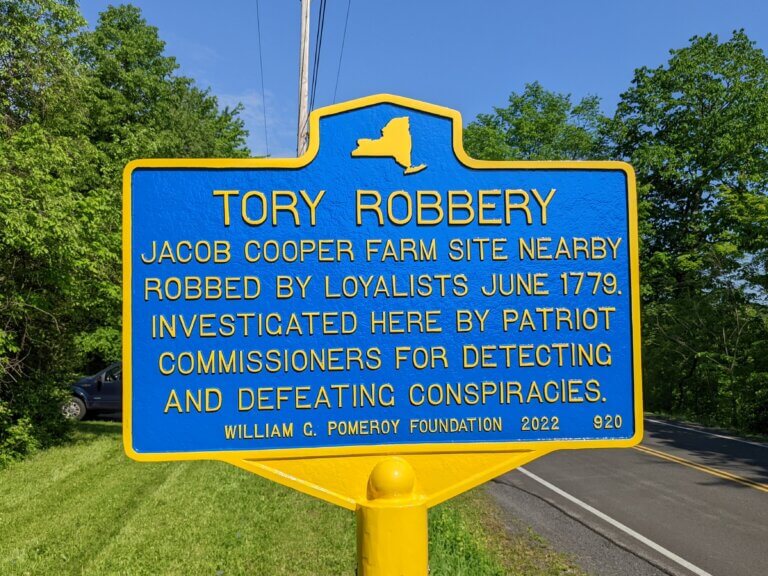 TORY ROBBERY
JACOB COOPER FARM SITE NEARBY
ROBBED BY LOYALISTS JUNE 1779.
INVESTIGATED HERE BY PATRIOT
COMMISSIONERS FOR DETECTING
AND DEFEATING CONSPIRACIES.
WILLIAM G. POMEROY FOUNDATION 2022 920